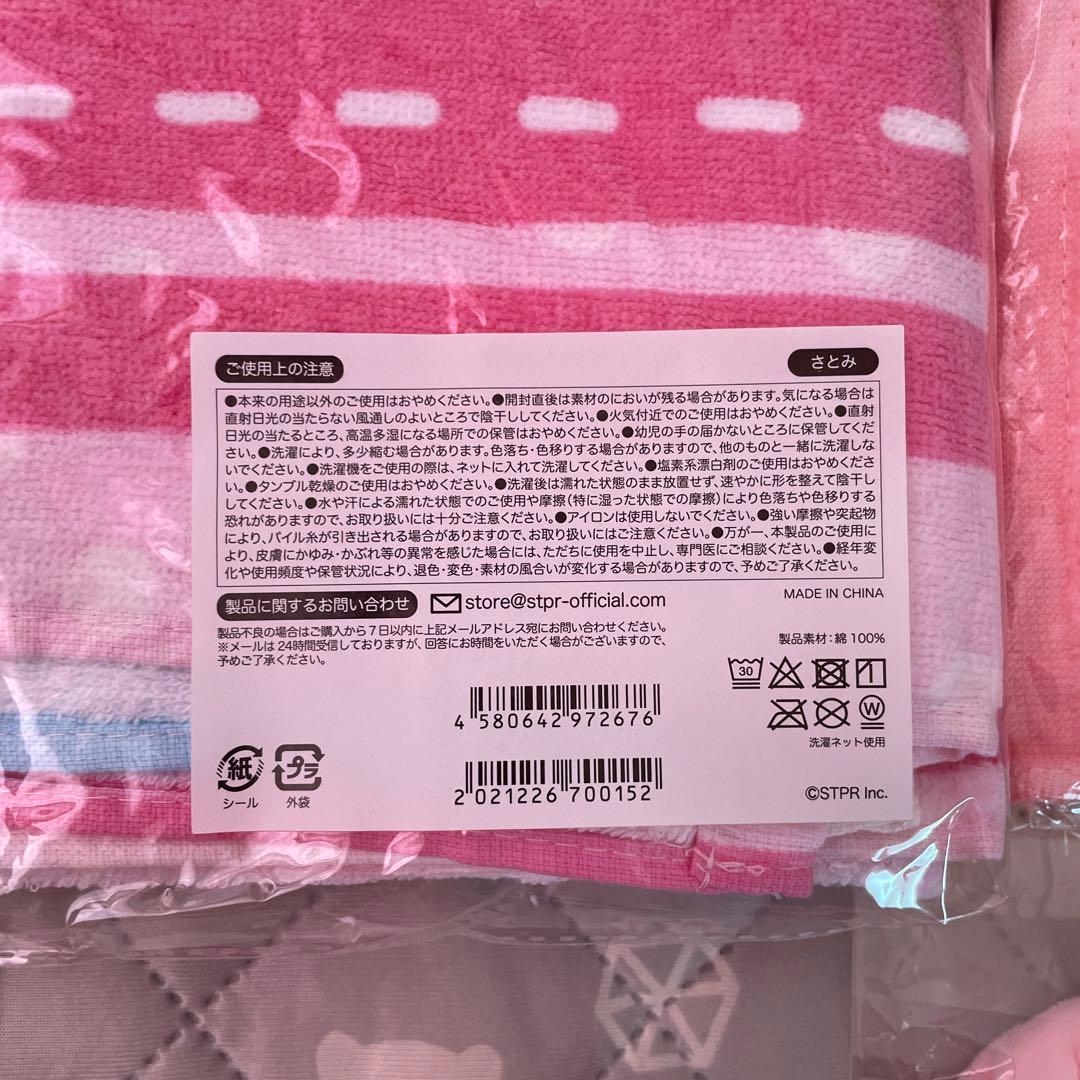 ご使用上の注意
さとみ
●本来の用途以外のご使用はおやめください。●開封直後は素材のにおいが残る場合があります。気になる場合は
直射日光の当たらない風通しのよいところで陰干ししてください。●火気付近でのご使用はおやめください。●直射
日光の当たるところ、高温多湿になる場所での保管はおやめください。●幼児の手の届かないところに保管してくだ
さい。●洗濯により、多少縮む場合があります。色落ち・色移りする場合がありますので、他のものと一緒に洗濯しな
いでください。●洗濯機をご使用の際は、ネットに入れて洗濯してください。●塩素系漂白剤のご使用はおやめくださ
い。●タンブル乾燥のご使用はおやめください。●洗濯後は濡れた状態のまま放置せず、速やかに形を整えて陰干
ししてください。●水や汗による濡れた状態でのご使用や摩擦(特に湿った状態での摩擦)により色落ちや色移りする
恐れがありますので、お取り扱いには十分ご注意ください。●アイロンは使用しないでください。●強い摩擦や突起物
により、パイル糸が引き出される場合がありますので、お取り扱いにはご注意ください。●万が一、本製品のご使用に
より、皮膚にかゆみ・かぶれ等の異常を感じた場合には、ただちに使用を中止し、専門医にご相談ください。●経年変
化や使用頻度や保管状況により、退色・変色・素材の風合いが変化する場合がありますので、予めご了承ください。
製品に関するお問い合わせ
store@stpr-official.com
MADE IN CHINA
製品不良の場合はご購入から7日以内に上記メールアドレス宛にお問い合わせください。
※メールは24時間受信しておりますが、回答にお時間をいただく場合がございますので、
予めご了承ください。
製品素材:綿100%
30
W
洗濯ネット使用
4 580642 972676
2 021226 700152
紙
シール
プラ
外袋
©STPR Inc.